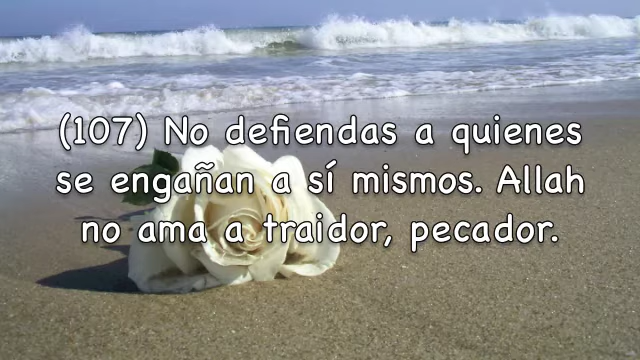 (107) No defiendas a quienes
se engañan a sí mismos. Allah
no ama a traidor, pecador.